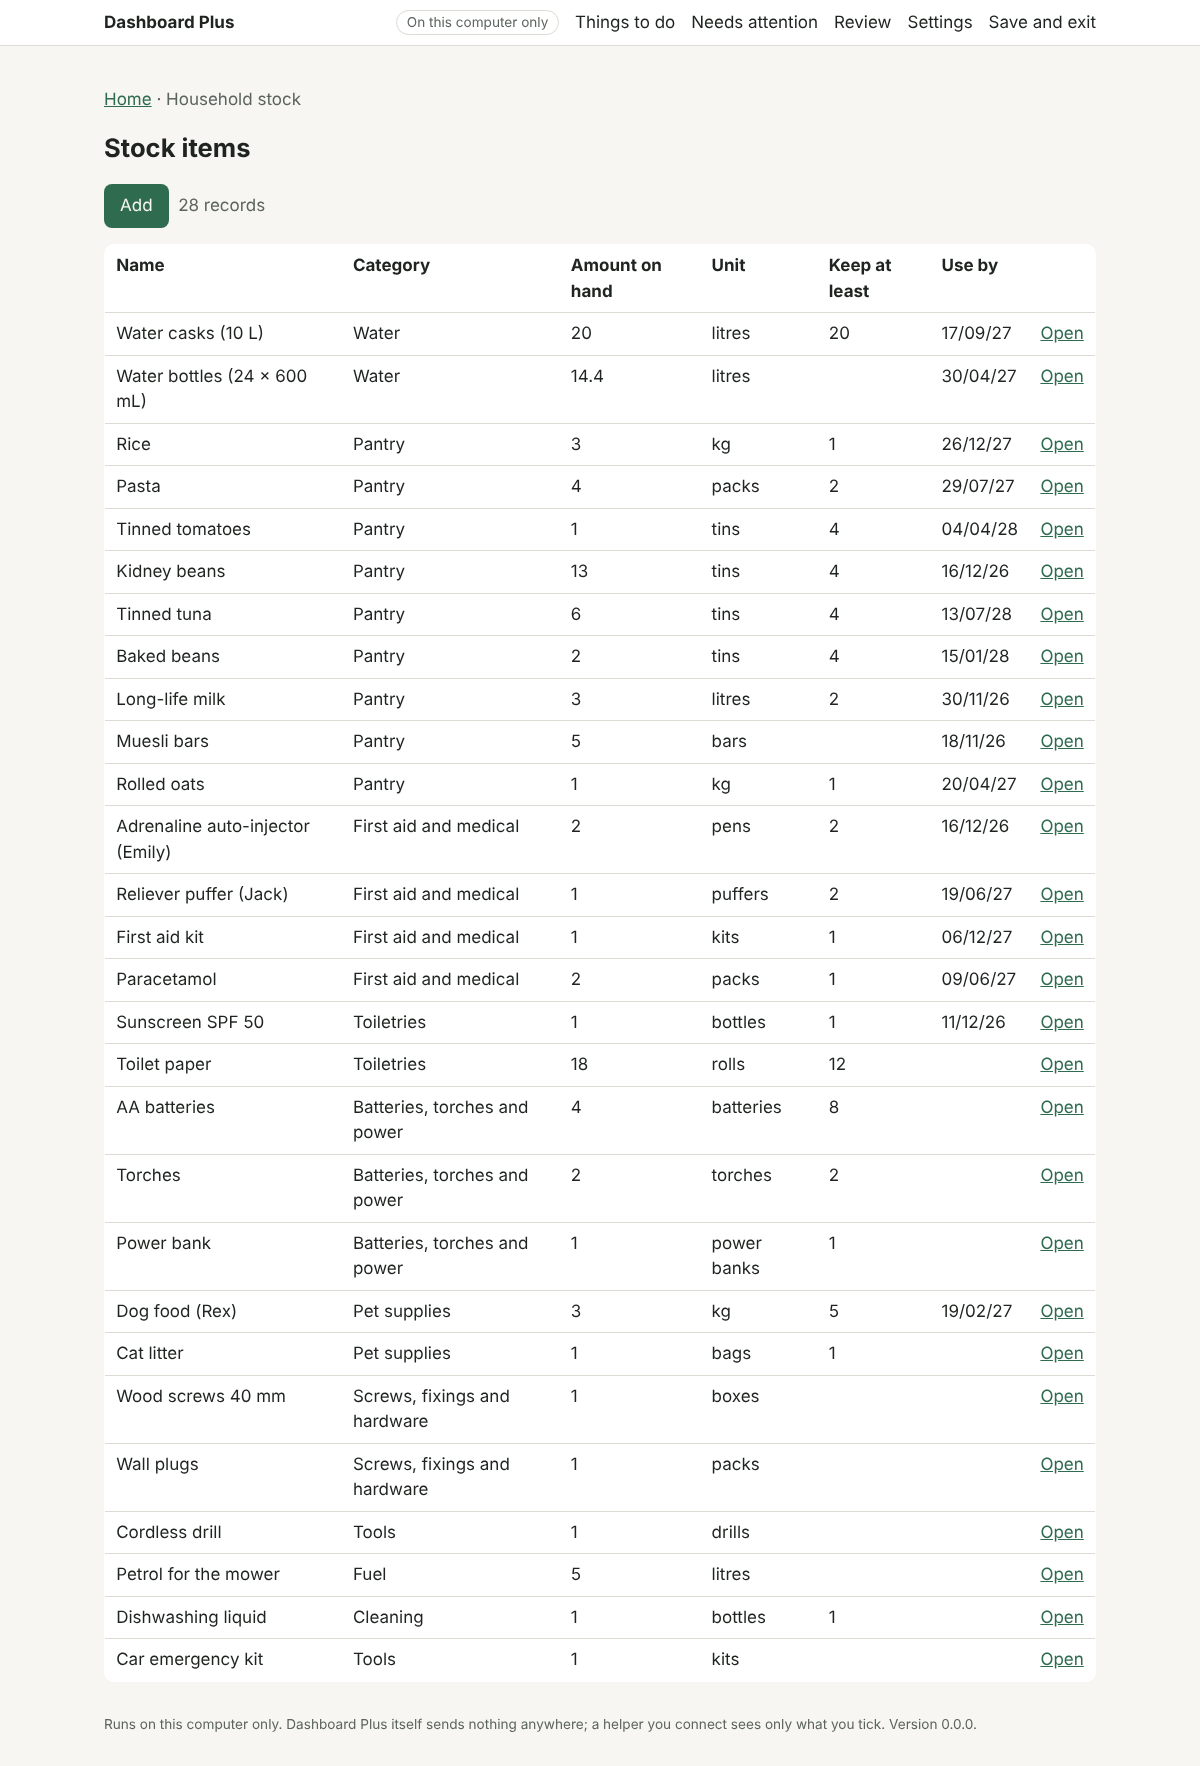 Dashboard Plus
On this computer only Things to do Needs attention Review Settings Save and exit
Home · Household stock
Stock items
Add 28 records
Name Category Amount on hand Unit Keep at least Use by
Water casks (10 L) Water 20 litres 20 17/09/27 Open
Water bottles (24 × 600 mL) Water 14.4 litres 30/04/27 Open
Rice Pantry 3 kg 1 26/12/27 Open
Pasta Pantry 4 packs 2 29/07/27 Open
Tinned tomatoes Pantry 1 tins 4 04/04/28 Open
Kidney beans Pantry 13 tins 4 16/12/26 Open
Tinned tuna Pantry 6 tins 4 13/07/28 Open
Baked beans Pantry 2 tins 4 15/01/28 Open
Long-life milk Pantry 3 litres 2 30/11/26 Open
Muesli bars Pantry 5 bars 18/11/26 Open
Rolled oats Pantry 1 kg 1 20/04/27 Open
Adrenaline auto-injector (Emily) First aid and medical 2 pens 2 16/12/26 Open
Reliever puffer (Jack) First aid and medical 1 puffers 2 19/06/27 Open
First aid kit First aid and medical 1 kits 1 06/12/27 Open
Paracetamol First aid and medical 2 packs 1 09/06/27 Open
Sunscreen SPF 50 Toiletries 1 bottles 1 11/12/26 Open
Toilet paper Toiletries 18 rolls 12 Open
AA batteries Batteries, torches and power 4 batteries 8 Open
Torches Batteries, torches and power 2 torches 2 Open
Power bank Batteries, torches and power 1 power banks 1 Open
Dog food (Rex) Pet supplies 3 kg 5 19/02/27 Open
Cat litter Pet supplies 1 bags 1 Open
Wood screws 40 mm Screws, fixings and hardware 1 boxes Open
Wall plugs Screws, fixings and hardware 1 packs Open
Cordless drill Tools 1 drills Open
Petrol for the mower Fuel 5 litres Open
Dishwashing liquid Cleaning 1 bottles 1 Open
Car emergency kit Tools 1 kits Open
Runs on this computer only. Dashboard Plus itself sends nothing anywhere; a helper you connect sees only what you tick. Version 0.0.0.